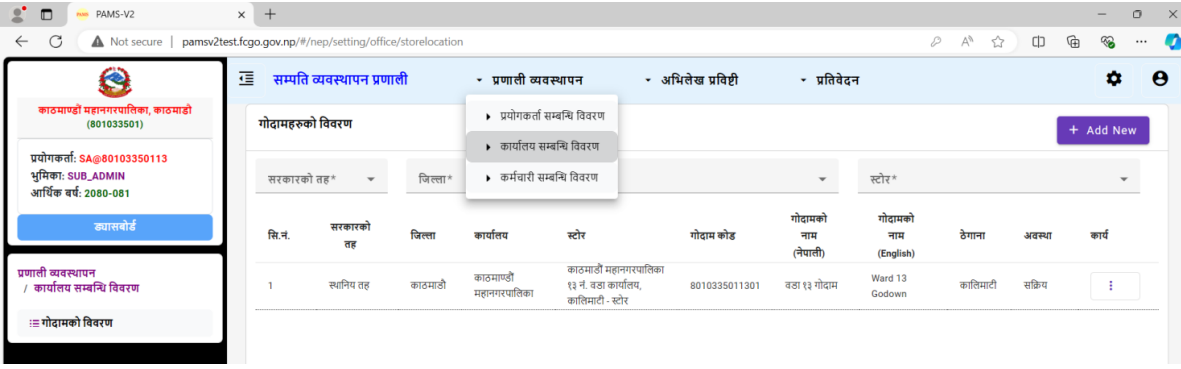 PAMS-V2
Not secure | pamsv2test.fcgo.gov.np/#/nep/setting/office/storelocation
काठमाण्डौं महानगरपालिका, काठमाडौ
(801033501)
प्रयोगकर्ता: SA@80103350113
भुमिका: SUB_ADMIN
आर्थिक बर्ष: 2080-081
ड्यासबोर्ड
प्रणाली व्यवस्थापन
/ कार्यालय सम्बन्धि विवरण
गोदामको विवरण
सम्पति व्यवस्थापन प्रणाली
प्रणाली व्यवस्थापन
अभिलेख प्रविष्टी
प्रतिवेदन
प्रयोगकर्ता सम्बन्धि विवरण
कार्यालय सम्बन्धि विवरण
कर्मचारी सम्बन्धि विवरण
गोदामहरुको विवरण
+ Add New
सरकारको तह*
जिल्ला*
स्टोर*
सि.नं.
सरकारको
तह
जिल्ला
कार्यालय
स्टोर
गोदाम कोड
गोदामको
नाम
(नेपाली)
गोदामको
नाम
(English)
ठेगाना
अवस्था
कार्य
1
स्थानिय तह
काठमाडौ
काठमाण्डौं
महानगरपालिका
काठमाडौं महानगरपालिका
१३ नं. वडा कार्यालय,
कालिमाटी - स्टोर
8010335011301
वडा १३ गोदाम
Ward 13
Godown
कालिमाटि
सक्रिय